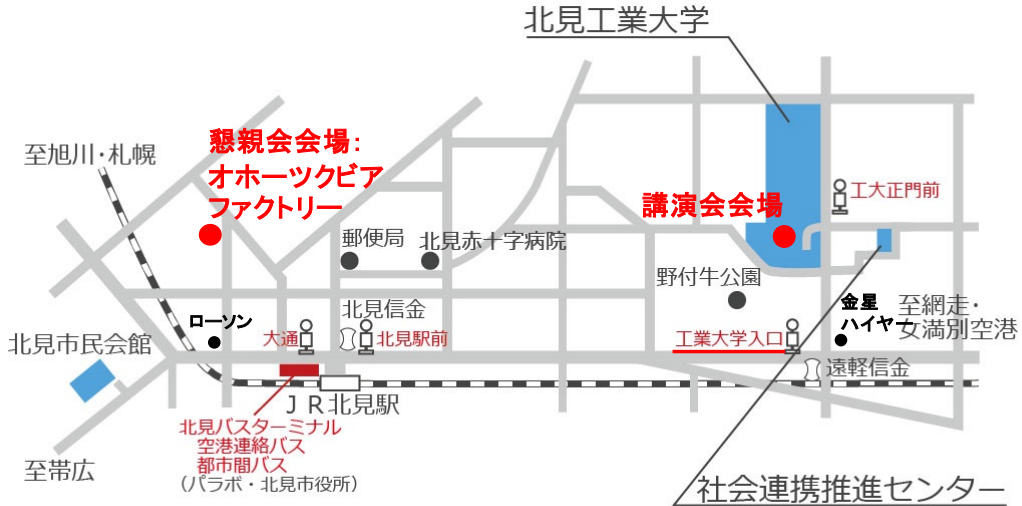 北見工業大学
懇親会会場：
オホーツクビア
ファクトリー
至旭川・札幌
講演会会場
工大正門前
郵便局
北見赤十字病院
野付牛公園
北見信金
金星
ハイヤー
至網走・
女満別空港
ローソン
大通
北見駅前
工業大学入口
北見市民会館
遠軽信金
ＪＲ北見駅
北見バスターミナル
空港連絡バス
都市間バス
(パラボ・北見市役所)
至帯広
社会連携推進センター